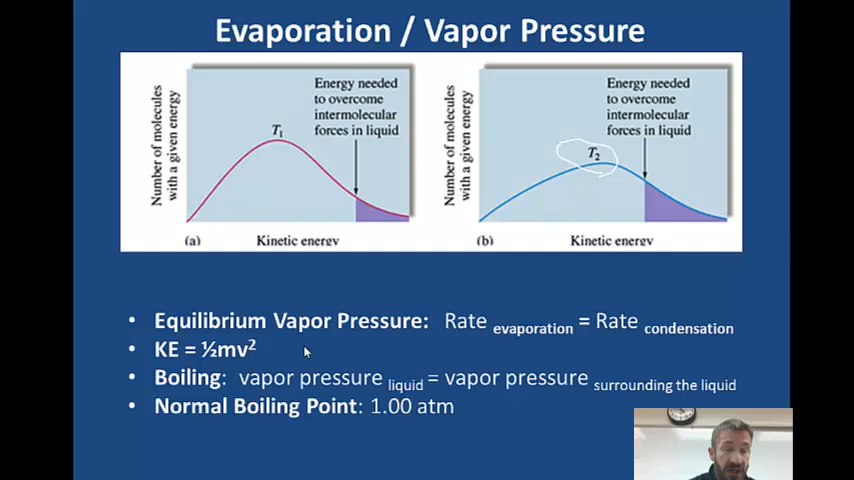 Evaporation / Vapor Pressure
Number of molecules
with a given energy
T1
Energy needed
to overcome
intermolecular
forces in liquid
(a)
Kinetic energy
Number of molecules
with a given energy
T2
Energy needed
to overcome
intermolecular
forces in liquid
(b)
Kinetic energy
• Equilibrium Vapor Pressure: Rate evaporation = Rate condensation
• KE = ½mv²
• Boiling: vapor pressure liquid = vapor pressure surrounding the liquid
• Normal Boiling Point: 1.00 atm